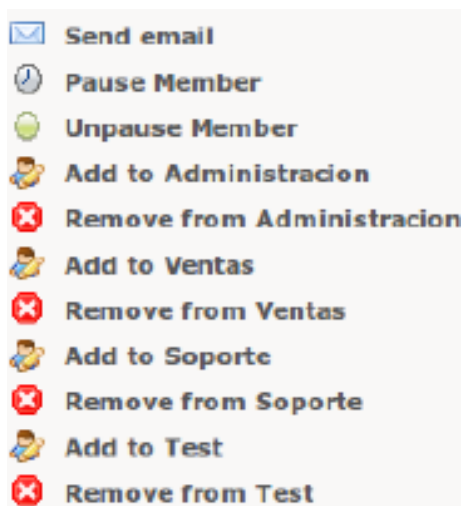 Send email
Pause Member
Unpause Member
Add to Administracion
Remove from Administracion
Add to Ventas
Remove from Ventas
Add to Soporte
Remove from Soporte
Add to Test
Remove from Test